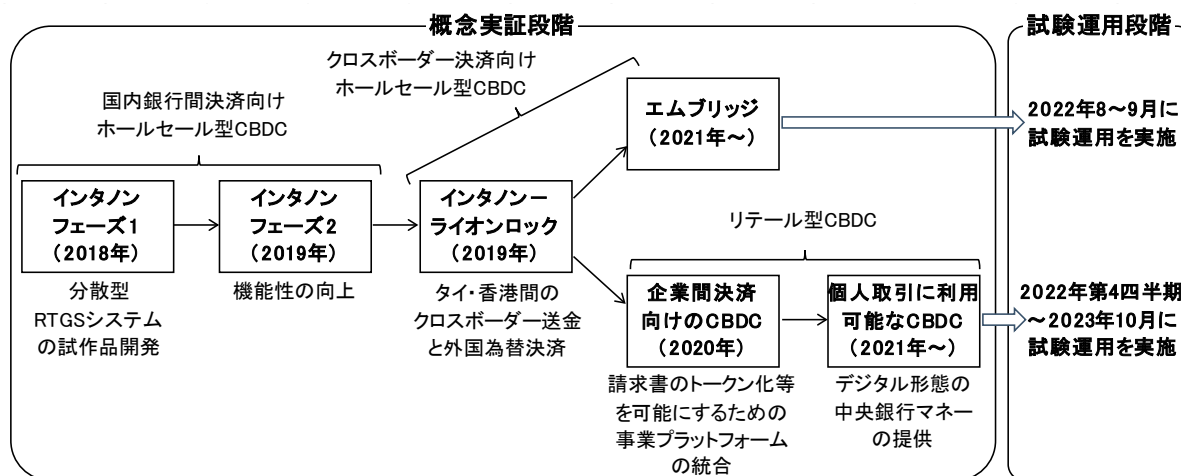 概念実証段階
試験運用段階
クロスボーダー決済向け
ホールセール型CBDC
国内銀行間決済向け
ホールセール型CBDC
エムブリッジ
（2021年～）
2022年8～9月に
試験運用を実施
インタノン
フェーズ1
（2018年）
インタノン
フェーズ2
（2019年）
インタノンー
ライオンロック
（2019年）
リテール型CBDC
分散型
RTGSシステム
の試作品開発
機能性の向上
タイ・香港間の
クロスボーダー送金
と外国為替決済
企業間決済
向けのCBDC
（2020年）
個人取引に利用
可能なCBDC
（2021年～）
2022年第4四半期
～2023年10月に
試験運用を実施
請求書のトークン化等
を可能にするための
事業プラットフォーム
の統合
デジタル形態の
中央銀行マネー
の提供